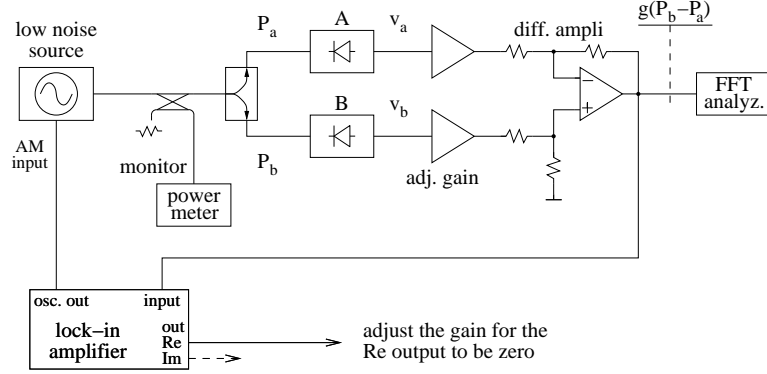 low noise
source
AM
input
monitor
power
meter
P_a
P_b
A
B
v_a
v_b
adj. gain
diff. ampli
−
+
g(P_b−P_a)
FFT
analyz.
osc. out
input
lock−in
amplifier
out
Re
Im
adjust the gain for the
Re output to be zero